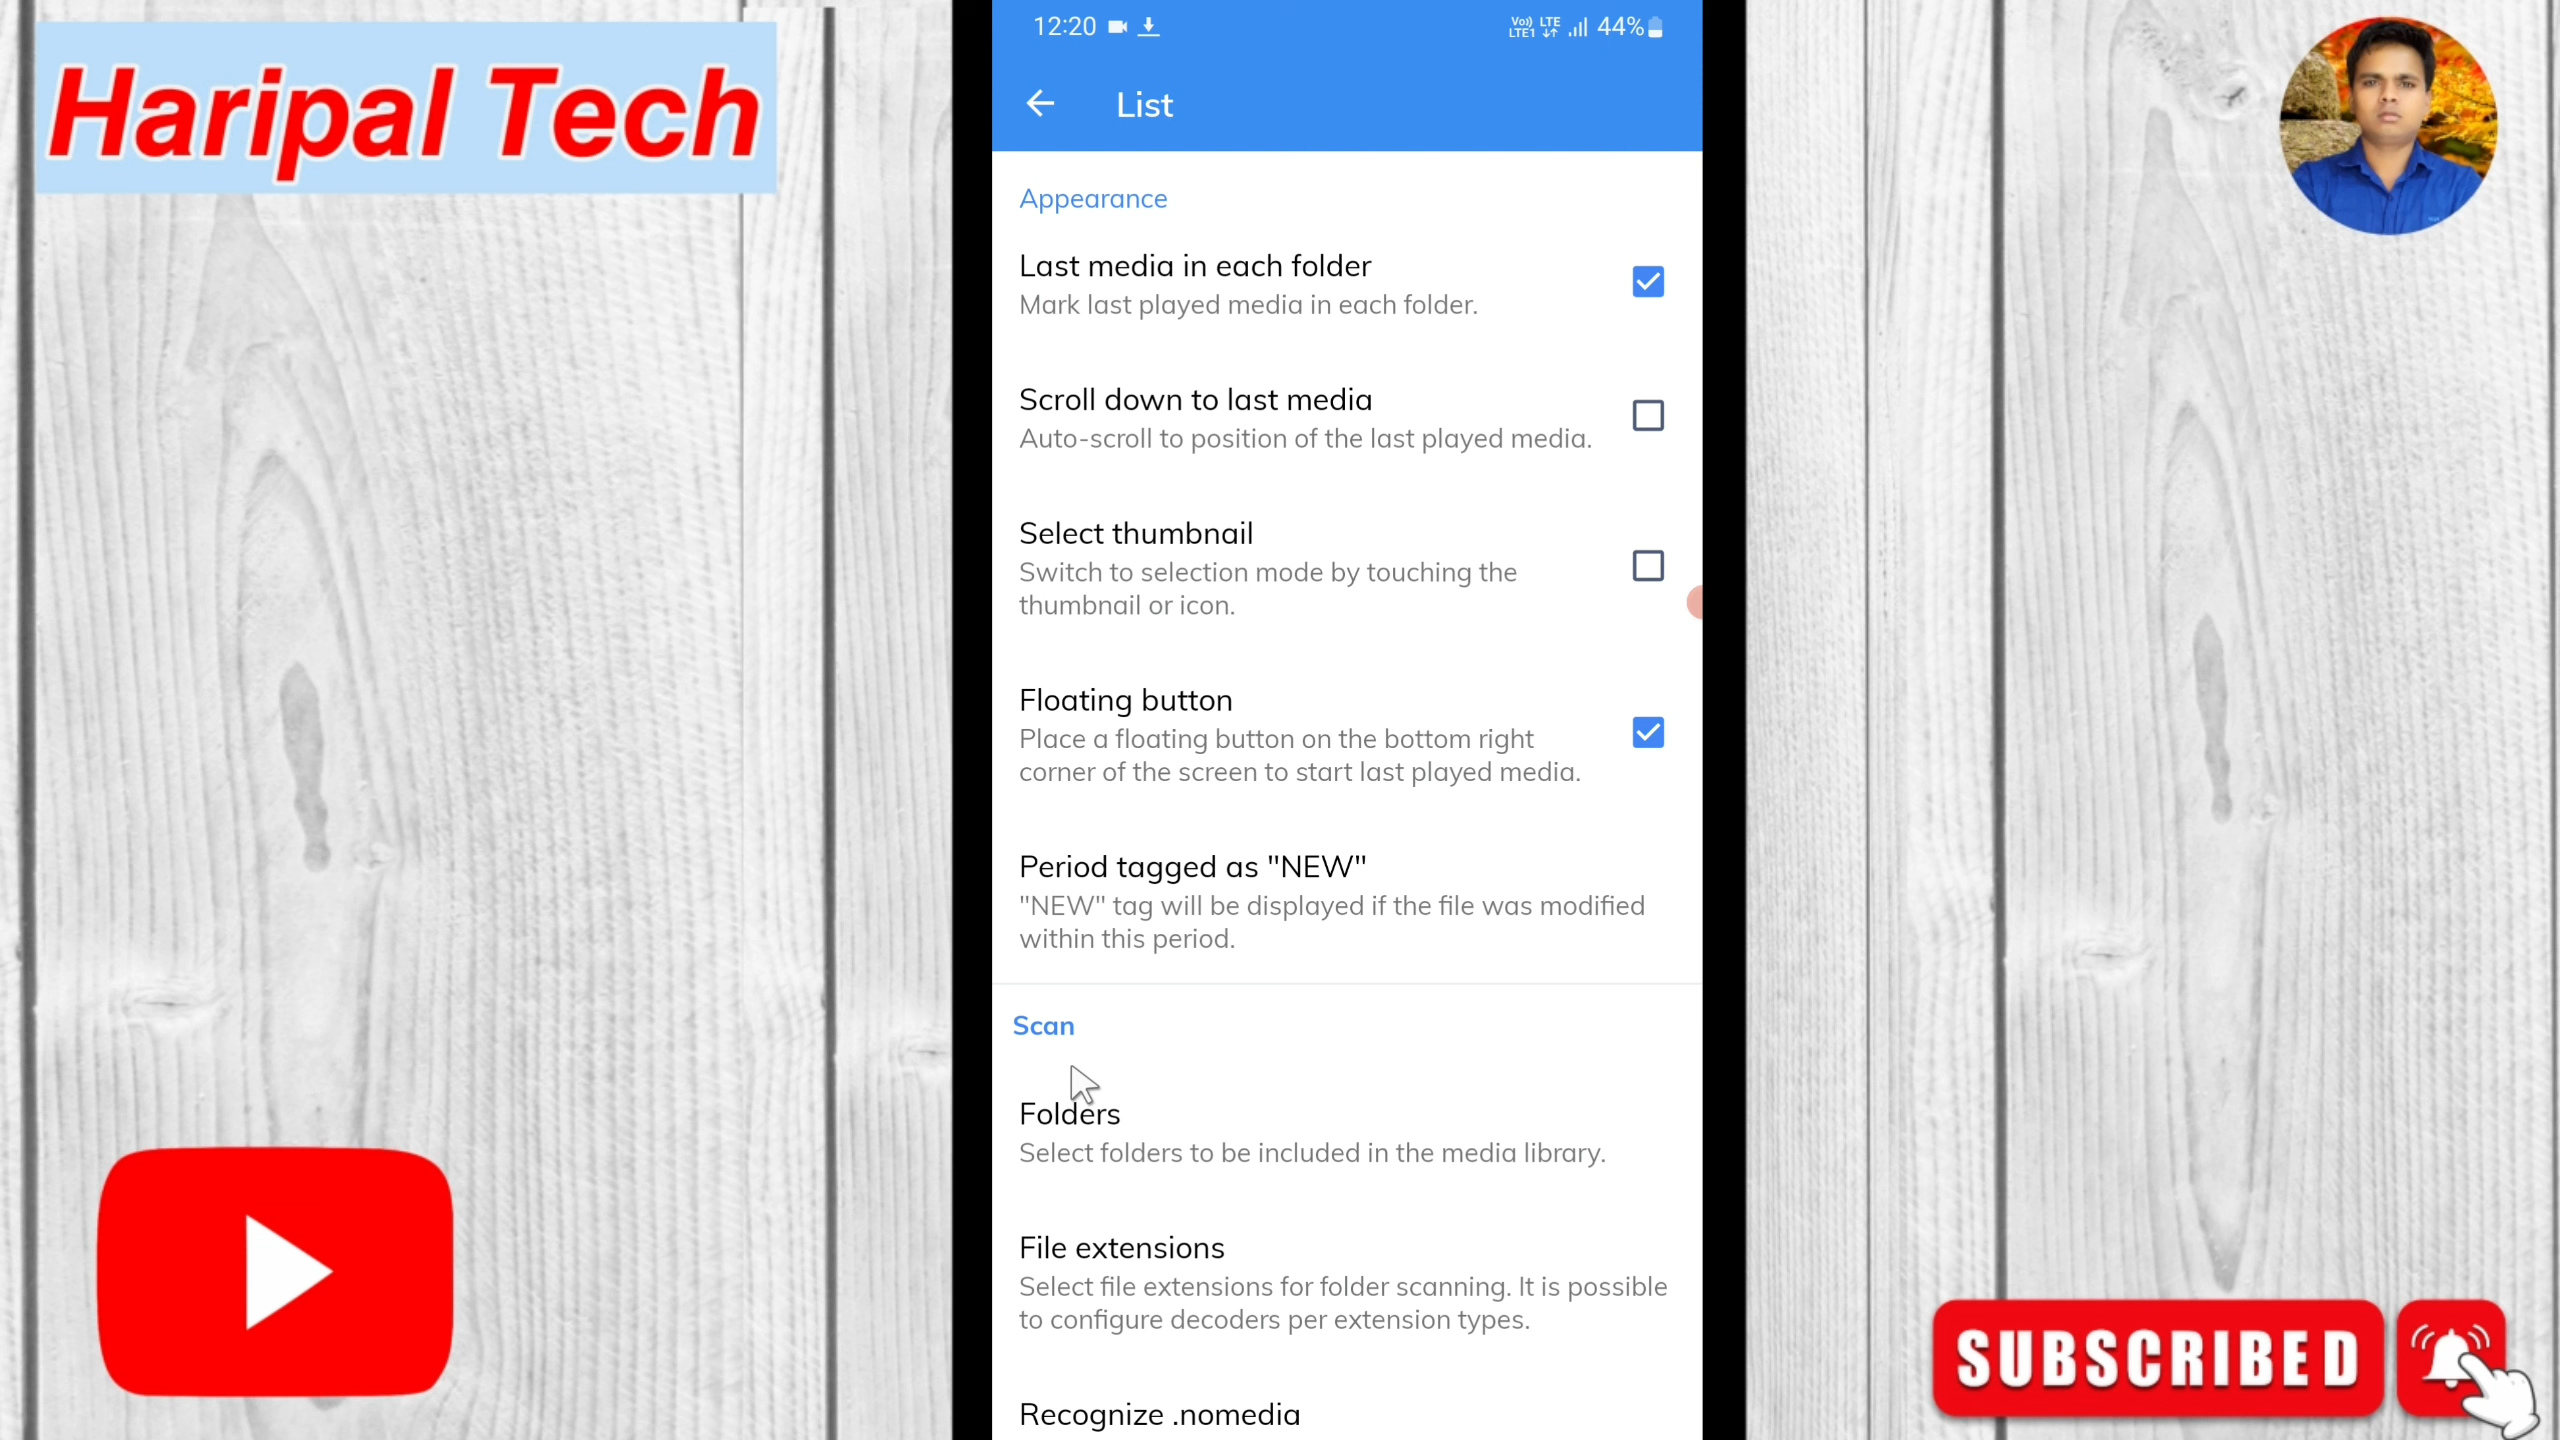 Haripal Tech
12:20
Vo)) LTE
LTE1
44%
List
Appearance
Last media in each folder
Mark last played media in each folder.
Scroll down to last media
Auto-scroll to position of the last played media.
Select thumbnail
Switch to selection mode by touching the
thumbnail or icon.
Floating button
Place a floating button on the bottom right
corner of the screen to start last played media.
Period tagged as "NEW"
"NEW" tag will be displayed if the file was modified
within this period.
Scan
Folders
Select folders to be included in the media library.
File extensions
Select file extensions for folder scanning. It is possible
to configure decoders per extension types.
Recognize .nomedia
SUBSCRIBED